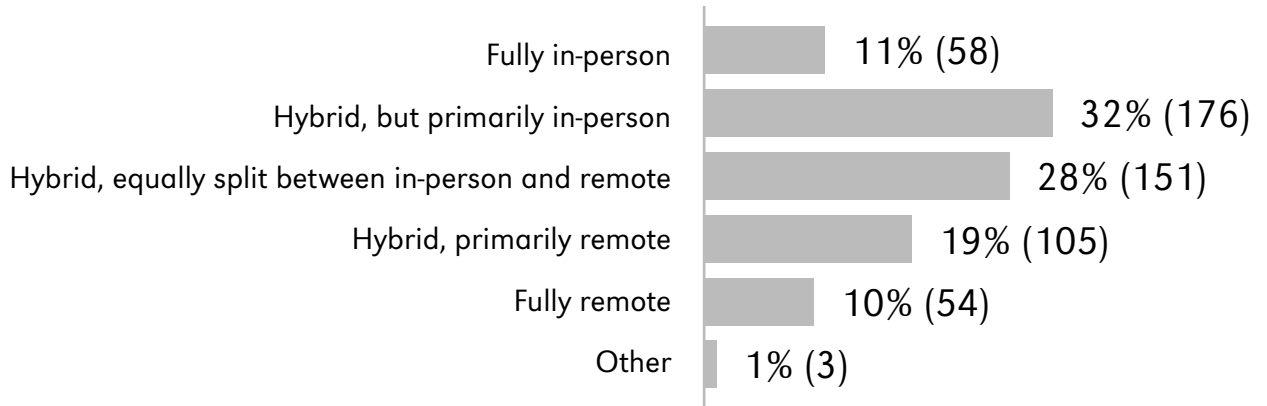 Fully in-person 11% (58)
Hybrid, but primarily in-person 32% (176)
Hybrid, equally split between in-person and remote 28% (151)
Hybrid, primarily remote 19% (105)
Fully remote 10% (54)
Other 1% (3)